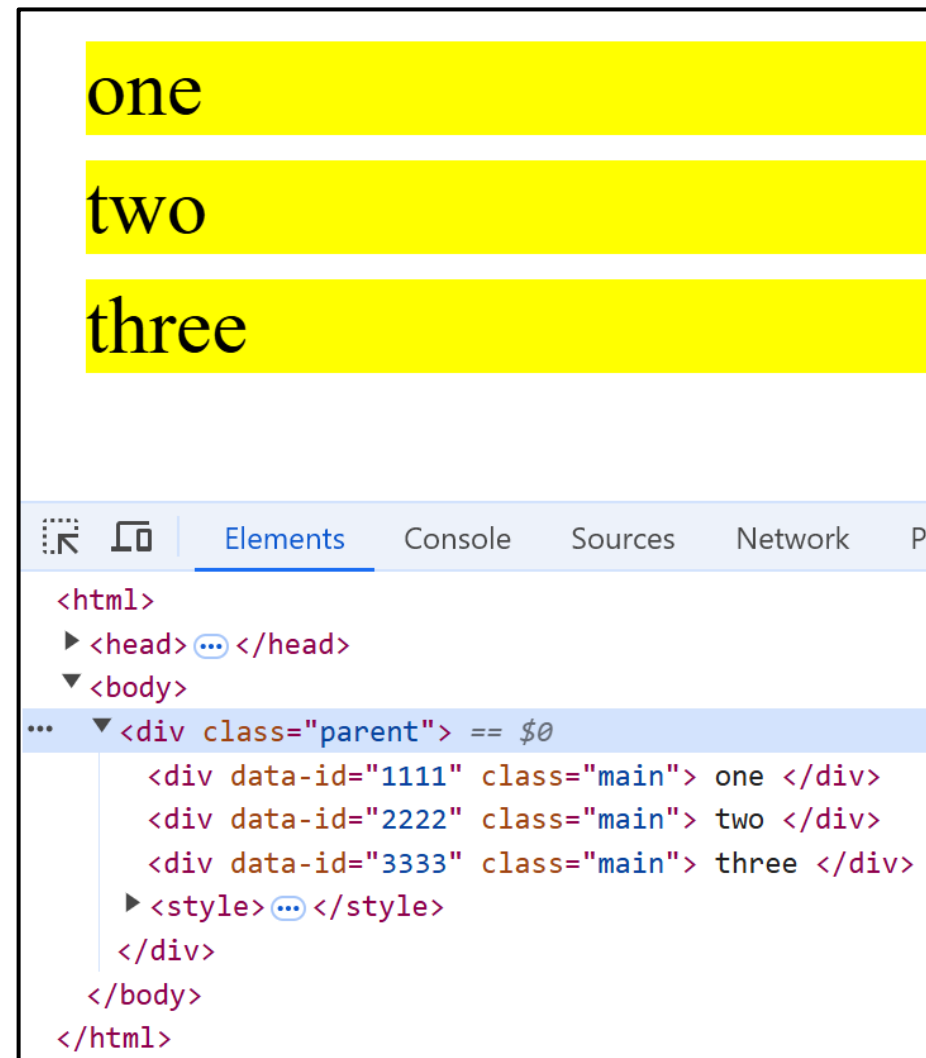 one
two
three
Elements Console Sources Network P
<html>
<head> ••• </head>
<body>
••• <div class="parent"> == $0
<div data-id="1111" class="main"> one </div>
<div data-id="2222" class="main"> two </div>
<div data-id="3333" class="main"> three </div>
<style> ••• </style>
</div>
</body>
</html>